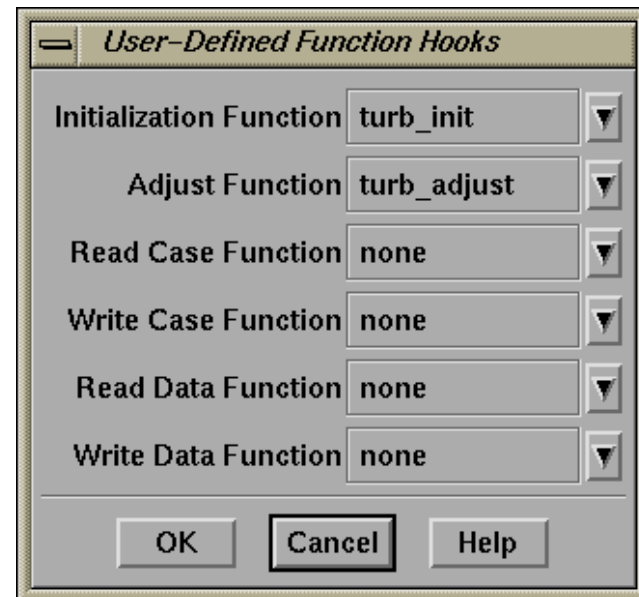 User-Defined Function Hooks
Initialization Function turb_init
Adjust Function turb_adjust
Read Case Function none
Write Case Function none
Read Data Function none
Write Data Function none
OK Cancel Help